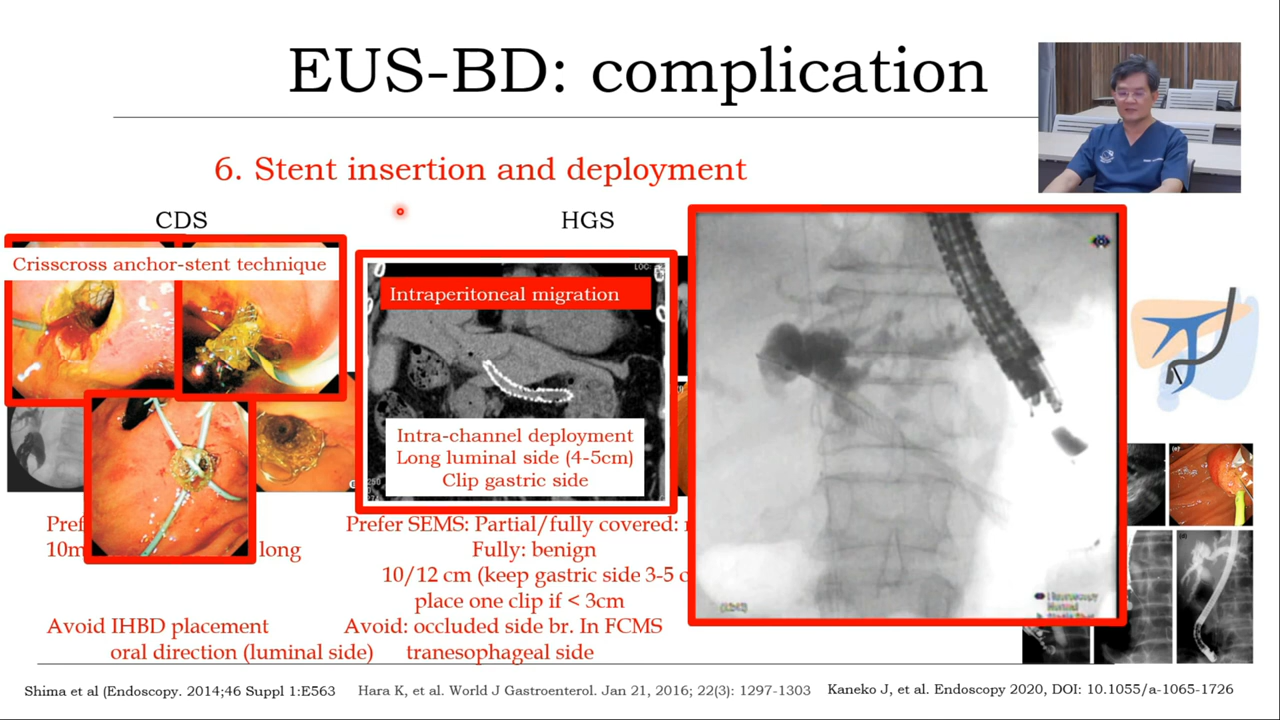 EUS-BD: complication
6. Stent insertion and deployment
CDS
HGS
Crisscross anchor-stent technique
Intraperitoneal migration
Intra-channel deployment
Long luminal side (4-5cm)
Clip gastric side
Pref
10m long
Avoid IHBD placement
oral direction (luminal side)
Prefer SEMS: Partial/fully covered:
Fully: benign
10/12 cm (keep gastric side 3-5
place one clip if < 3cm
Avoid: occluded side br. In FCMS
tranesophageal side
(e)
Shima et al (Endoscopy. 2014;46 Suppl 1:E563
Hara K, et al. World J Gastroenterol. Jan 21, 2016; 22(3): 1297-1303
Kaneko J, et al. Endoscopy 2020, DOI: 10.1055/a-1065-1726